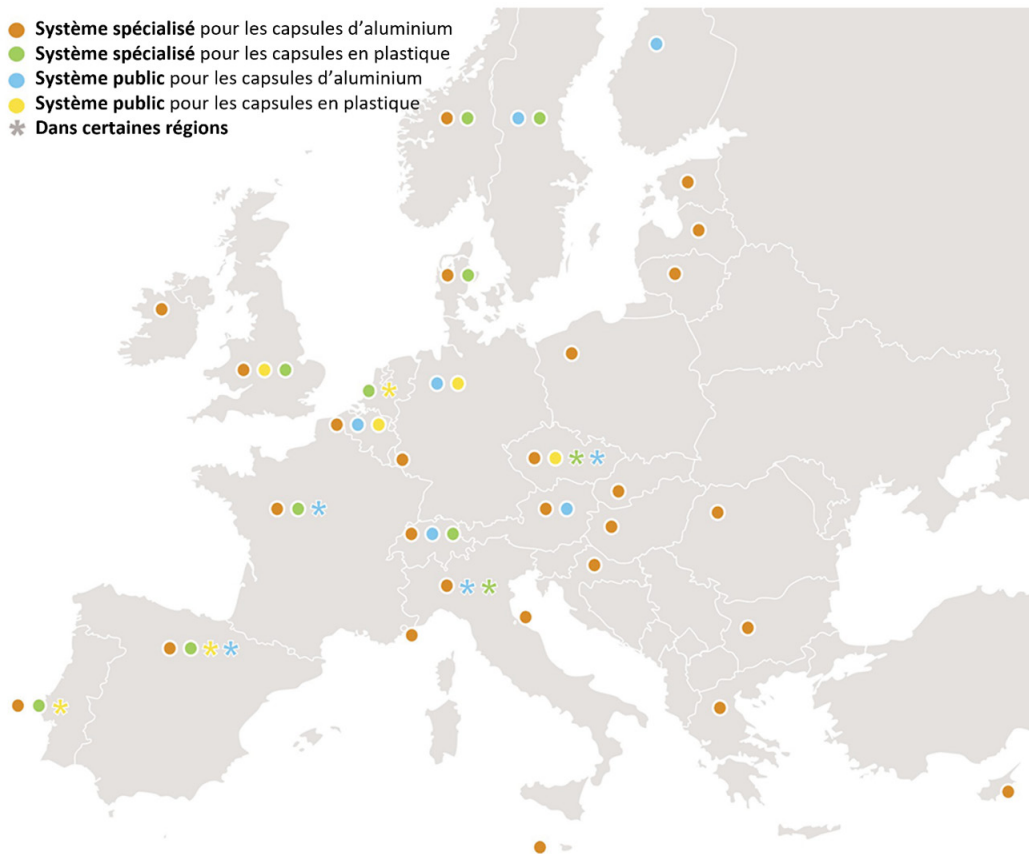 Système spécialisé pour les capsules d’aluminium
Système spécialisé pour les capsules en plastique
Système public pour les capsules d’aluminium
Système public pour les capsules en plastique
Dans certaines régions